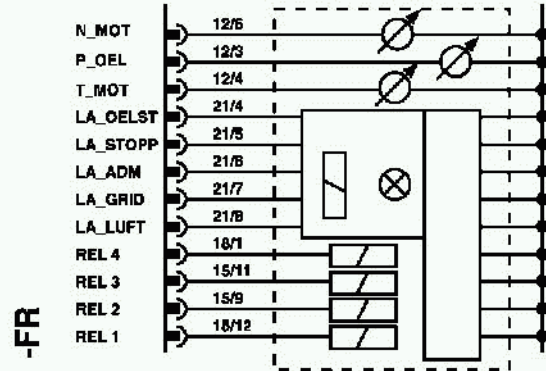 N_MOT 12/6
P_OEL 12/3
T_MOT 12/4
LA_OELST 21/4
LA_STOPP 21/5
LA_ADM 21/6
LA_GRID 21/7
LA_LUFT 21/8
REL 4 18/1
REL 3 15/11
REL 2 15/9
REL 1 18/12
-FR